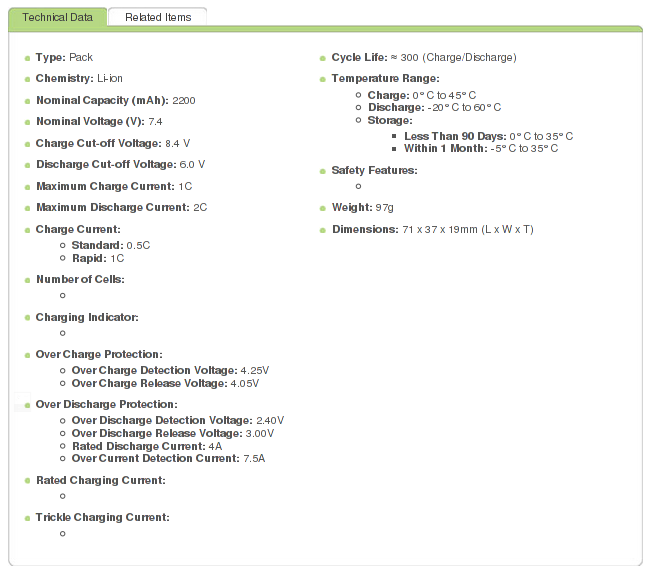 Technical Data
Related Items
Type: Pack
Chemistry: Li-ion
Nominal Capacity (mAh): 2200
Nominal Voltage (V): 7.4
Charge Cut-off Voltage: 8.4 V
Discharge Cut-off Voltage: 6.0 V
Maximum Charge Current: 1C
Maximum Discharge Current: 2C
Charge Current:
Standard: 0.5C
Rapid: 1C
Number of Cells:
Charging Indicator:
Over Charge Protection:
Over Charge Detection Voltage: 4.25V
Over Charge Release Voltage: 4.05V
Over Discharge Protection:
Over Discharge Detection Voltage: 2.40V
Over Discharge Release Voltage: 3.00V
Rated Discharge Current: 4A
Over Current Detection Current: 7.5A
Rated Charging Current:
Trickle Charging Current:
Cycle Life: ≈ 300 (Charge/Discharge)
Temperature Range:
Charge: 0° C to 45° C
Discharge: -20° C to 60° C
Storage:
Less Than 90 Days: 0° C to 35° C
Within 1 Month: -5° C to 35° C
Safety Features:
Weight: 97g
Dimensions: 71 x 37 x 19mm (L x W x T)